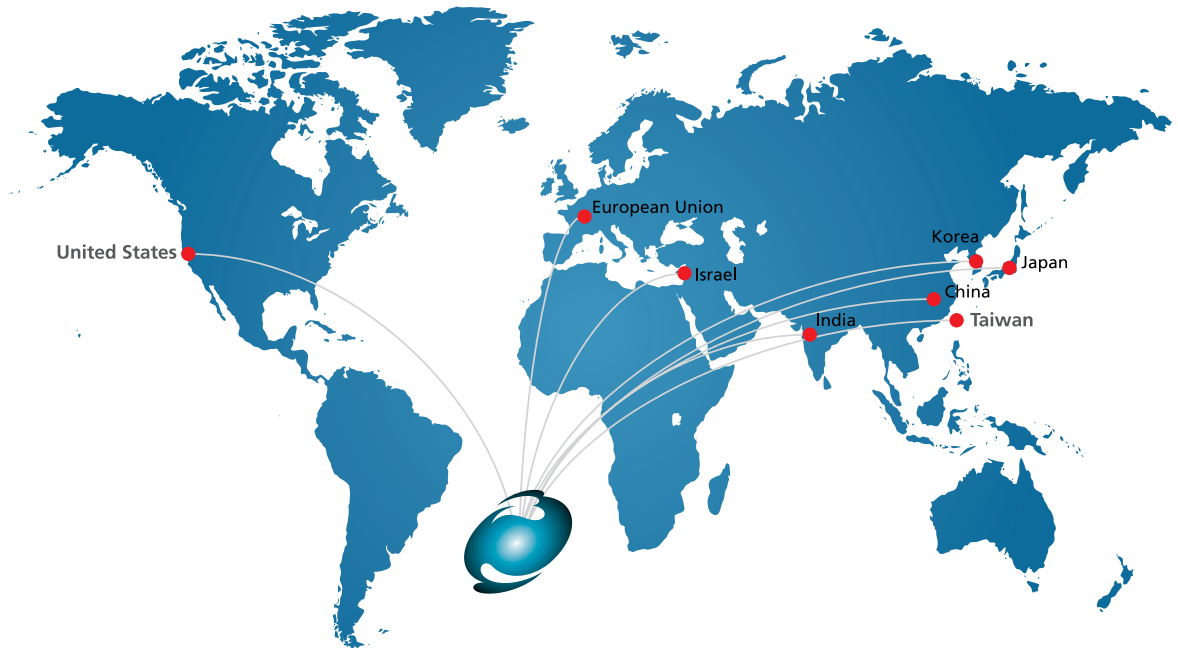 European Union
Korea
United States
Japan
Israel
China
India
Taiwan